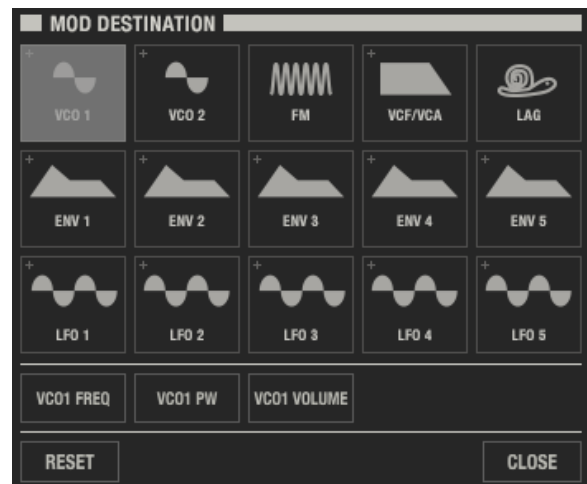 MOD DESTINATION
VCO 1 VCO 2 FM VCF/VCA LAG
ENV 1 ENV 2 ENV 3 ENV 4 ENV 5
LFO 1 LFO 2 LFO 3 LFO 4 LFO 5
VCO1 FREQ VCO1 PW VCO1 VOLUME
RESET CLOSE